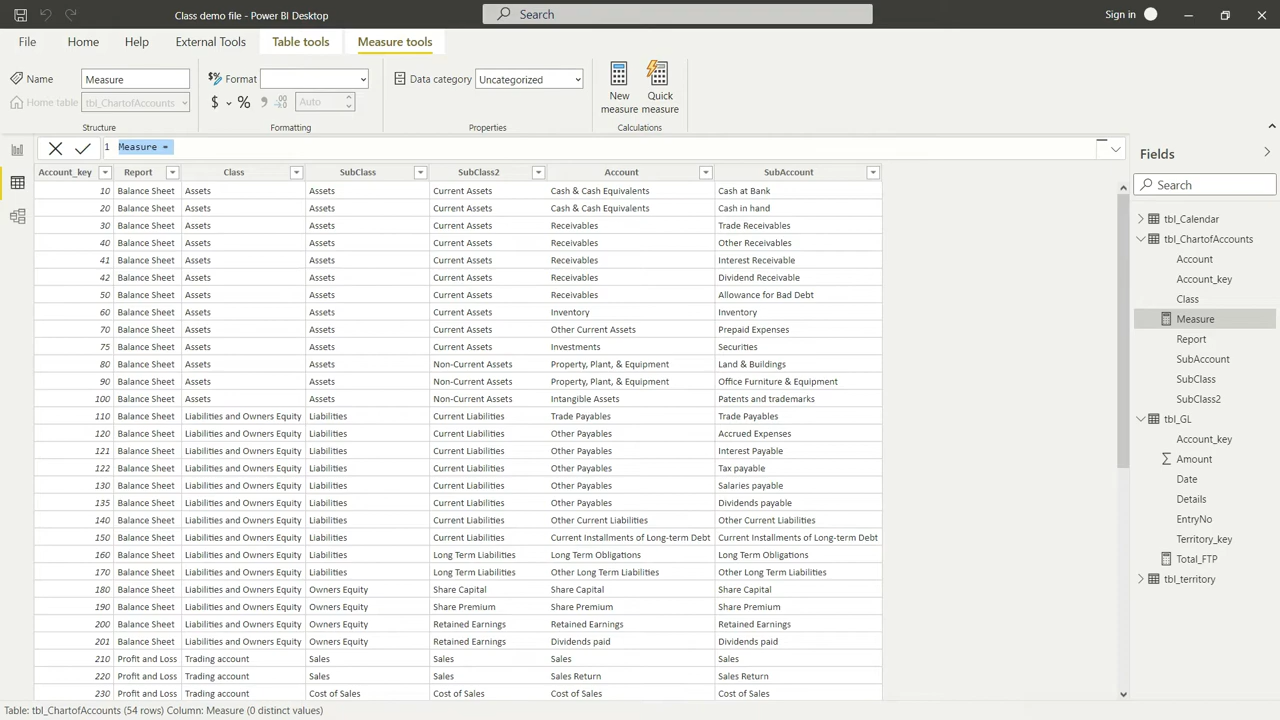 Class demo file - Power BI Desktop
Search
Sign in
File
Home
Help
External Tools
Table tools
Measure tools
Name
Measure
Home table
tbl_ChartofAccounts
Structure
Format
$
%
Auto
Formatting
Data category
Uncategorized
Properties
New measure
Quick measure
Calculations
1 Measure =
Account_key Report Class SubClass SubClass2 Account SubAccount
10 Balance Sheet Assets Assets Current Assets Cash & Cash Equivalents Cash at Bank
20 Balance Sheet Assets Assets Current Assets Cash & Cash Equivalents Cash in hand
30 Balance Sheet Assets Assets Current Assets Receivables Trade Receivables
40 Balance Sheet Assets Assets Current Assets Receivables Other Receivables
41 Balance Sheet Assets Assets Current Assets Receivables Interest Receivable
42 Balance Sheet Assets Assets Current Assets Receivables Dividend Receivable
50 Balance Sheet Assets Assets Current Assets Receivables Allowance for Bad Debt
60 Balance Sheet Assets Assets Current Assets Inventory Inventory
70 Balance Sheet Assets Assets Current Assets Other Current Assets Prepaid Expenses
75 Balance Sheet Assets Assets Current Assets Investments Securities
80 Balance Sheet Assets Assets Non-Current Assets Property, Plant, & Equipment Land & Buildings
90 Balance Sheet Assets Assets Non-Current Assets Property, Plant, & Equipment Office Furniture & Equipment
100 Balance Sheet Assets Assets Non-Current Assets Intangible Assets Patents and trademarks
110 Balance Sheet Liabilities and Owners Equity Liabilities Current Liabilities Trade Payables Trade Payables
120 Balance Sheet Liabilities and Owners Equity Liabilities Current Liabilities Other Payables Accrued Expenses
121 Balance Sheet Liabilities and Owners Equity Liabilities Current Liabilities Other Payables Interest Payable
122 Balance Sheet Liabilities and Owners Equity Liabilities Current Liabilities Other Payables Tax payable
130 Balance Sheet Liabilities and Owners Equity Liabilities Current Liabilities Other Payables Salaries payable
135 Balance Sheet Liabilities and Owners Equity Liabilities Current Liabilities Other Payables Dividends payable
140 Balance Sheet Liabilities and Owners Equity Liabilities Current Liabilities Other Current Liabilities Other Current Liabilities
150 Balance Sheet Liabilities and Owners Equity Liabilities Current Liabilities Current Installments of Long-term Debt Current Installments of Long-term Debt
160 Balance Sheet Liabilities and Owners Equity Liabilities Long Term Liabilities Long Term Obligations Long Term Obligations
170 Balance Sheet Liabilities and Owners Equity Liabilities Long Term Liabilities Other Long Term Liabilities Other Long Term Liabilities
180 Balance Sheet Liabilities and Owners Equity Owners Equity Share Capital Share Capital Share Capital
190 Balance Sheet Liabilities and Owners Equity Owners Equity Share Premium Share Premium Share Premium
200 Balance Sheet Liabilities and Owners Equity Owners Equity Retained Earnings Retained Earnings Retained Earnings
201 Balance Sheet Liabilities and Owners Equity Owners Equity Retained Earnings Dividends paid Dividends paid
210 Profit and Loss Trading account Sales Sales Sales Sales
220 Profit and Loss Trading account Sales Sales Sales Return Sales Return
230 Profit and Loss Trading account Cost of Sales Cost of Sales Cost of Sales Cost of Sales
Fields
Search
tbl_Calendar
tbl_ChartofAccounts
Account
Account_key
Class
Measure
Report
SubAccount
SubClass
SubClass2
tbl_GL
Account_key
Σ Amount
Date
Details
EntryNo
Territory_key
Total_FTP
tbl_territory
Table: tbl_ChartofAccounts (54 rows) Column: Measure (0 distinct values)